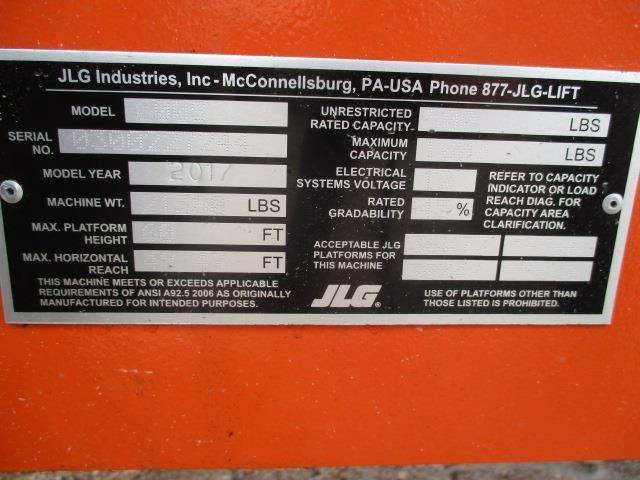 JLG Industries, Inc - McConnellsburg, PA-USA Phone 877-JLG-LIFT
MODEL
SERIAL NO.
MODEL YEAR 2017
MACHINE WT. LBS
MAX. PLATFORM
HEIGHT FT
MAX. HORIZONTAL
REACH FT
THIS MACHINE MEETS OR EXCEEDS APPLICABLE
REQUIREMENTS OF ANSI A92.5 2006 AS ORIGINALLY
MANUFACTURED FOR INTENDED PURPOSES.
UNRESTRICTED
RATED CAPACITY LBS
MAXIMUM
CAPACITY LBS
ELECTRICAL
SYSTEMS VOLTAGE
RATED
GRADABILITY %
REFER TO CAPACITY
INDICATOR OR LOAD
REACH DIAG. FOR
CAPACITY AREA
CLARIFICATION.
ACCEPTABLE JLG
PLATFORMS FOR
THIS MACHINE
JLG®
USE OF PLATFORMS OTHER THAN
THOSE LISTED IS PROHIBITED.